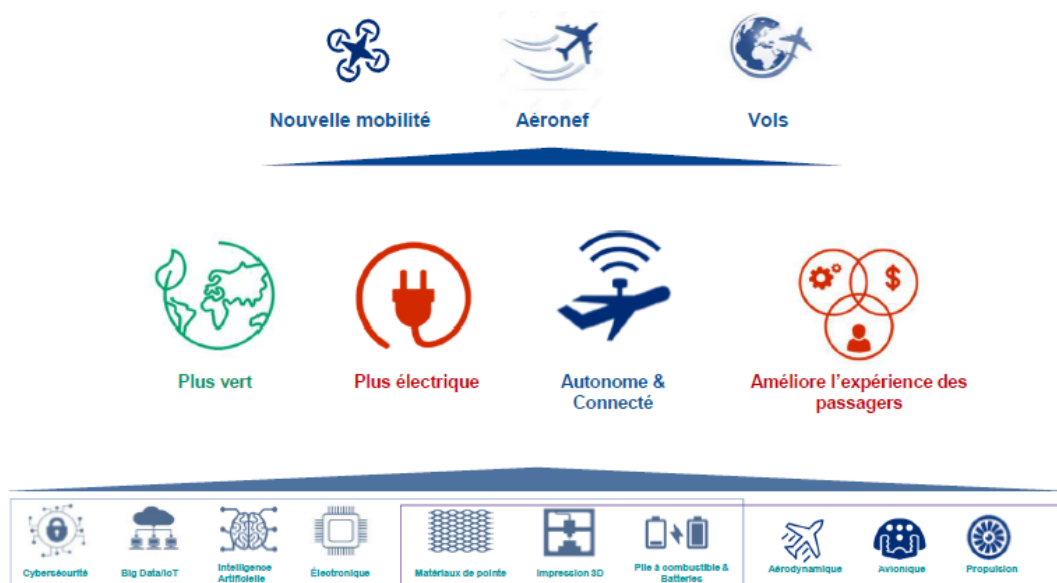 Nouvelle mobilité
Aéronef
Vols
Plus vert
Plus électrique
Autonome &
Connecté
Améliore l'expérience des
passagers
$
Cybersécurité
Big Data/IoT
Intelligence
Artificielle
Électronique
Matériaux de pointe
Impression 3D
Pile à combustible &
Batteries
Aérodynamique
Avionique
Propulsion